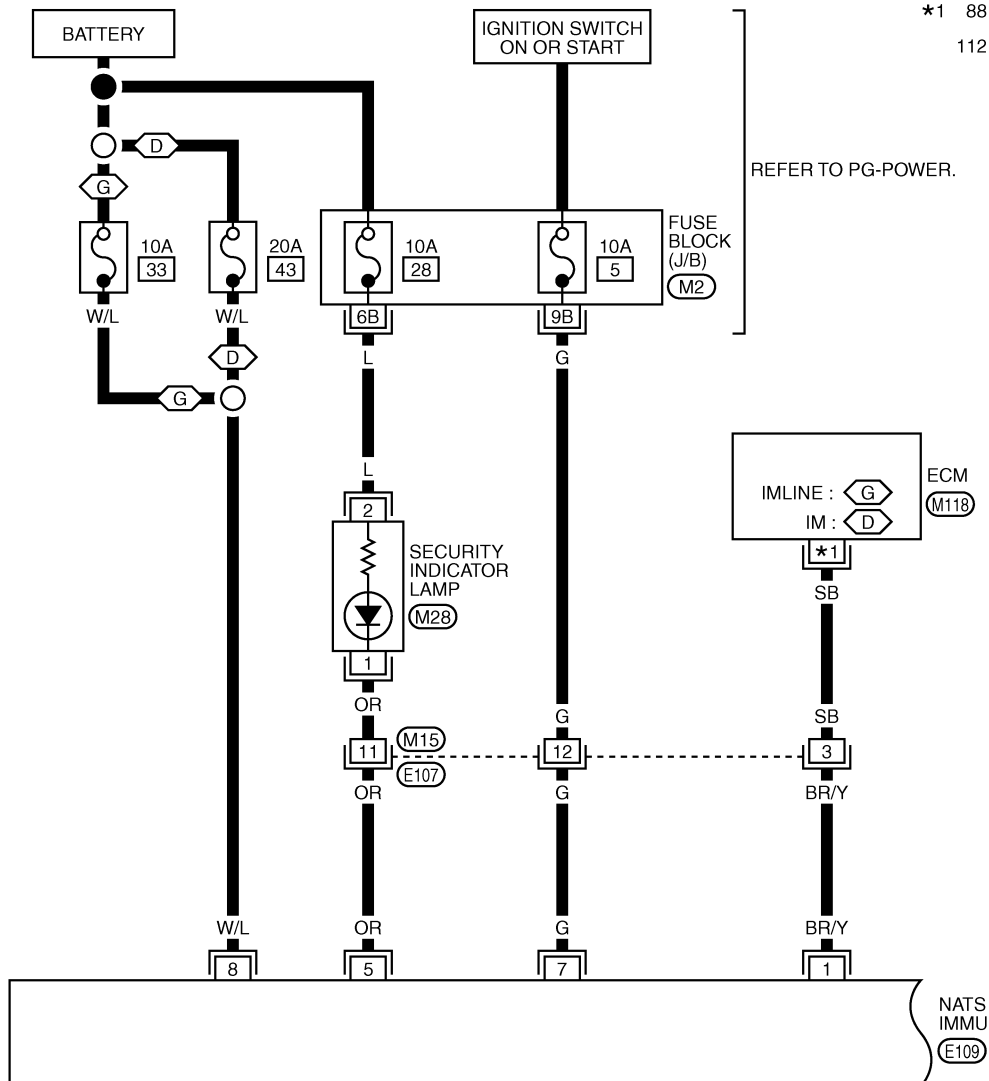 BATTERY
IGNITION SWITCH
ON OR START
*1 88
112
D
G
REFER TO PG-POWER.
10A
33
20A
43
10A
28
10A
5
FUSE
BLOCK
(J/B)
M2
W/L
W/L
6B
9B
D
L
G
G
L
2
SECURITY
INDICATOR
LAMP
M28
1
OR
ECM
M118
IMLINE : G
IM : D
*1
SB
G
SB
11
M15
E107
12
3
OR
G
BR/Y
W/L
OR
G
BR/Y
8
5
7
1
NATS
IMMU
E109